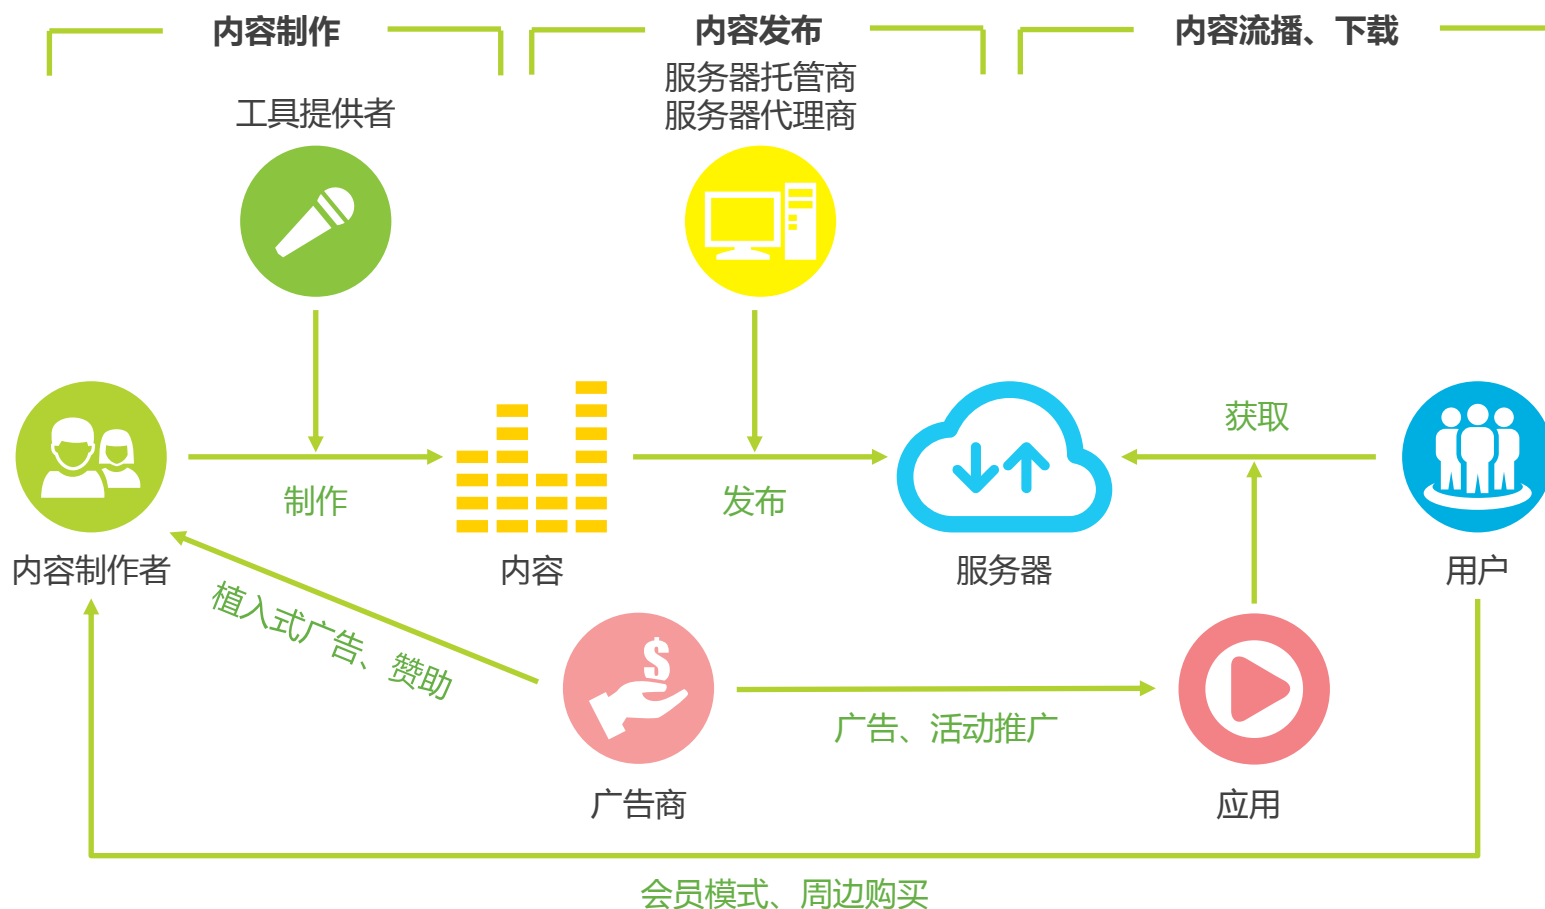 内容制作
内容发布
内容流播、下载
服务器托管商
服务器代理商
工具提供者
获取
制作
发布
内容制作者
内容
服务器
用户
植入式广告、赞助
广告、活动推广
广告商
应用
会员模式、周边购买